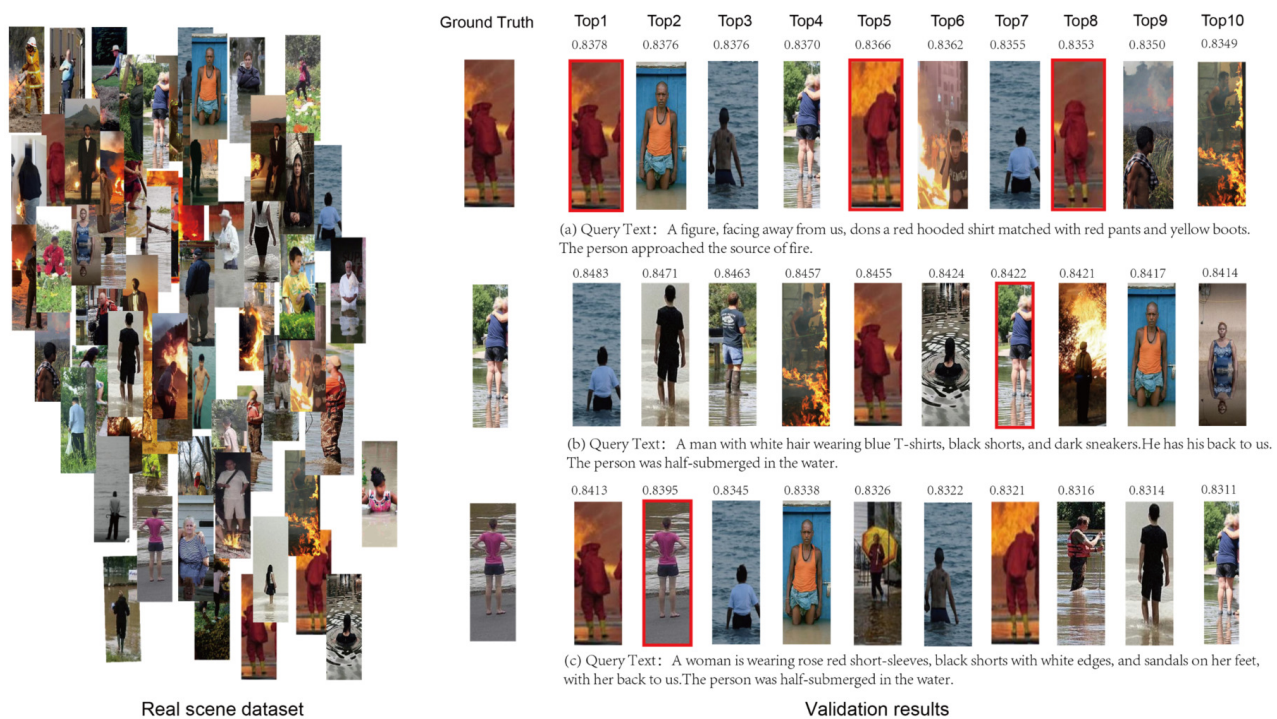 Ground Truth Top1 Top2 Top3 Top4 Top5 Top6 Top7 Top8 Top9 Top10
0.8378 0.8376 0.8376 0.8370 0.8366 0.8362 0.8355 0.8353 0.8350 0.8349
(a) Query Text: A figure, facing away from us, dons a red hooded shirt matched with red pants and yellow boots.
The person approached the source of fire.
0.8483 0.8471 0.8463 0.8457 0.8455 0.8424 0.8422 0.8421 0.8417 0.8414
(b) Query Text: A man with white hair wearing blue T-shirts, black shorts, and dark sneakers.He has his back to us.
The person was half-submerged in the water.
0.8413 0.8395 0.8345 0.8338 0.8326 0.8322 0.8321 0.8316 0.8314 0.8311
(c) Query Text: A woman is wearing rose red short-sleeves, black shorts with white edges, and sandals on her feet,
with her back to us.The person was half-submerged in the water.
Real scene dataset
Validation results